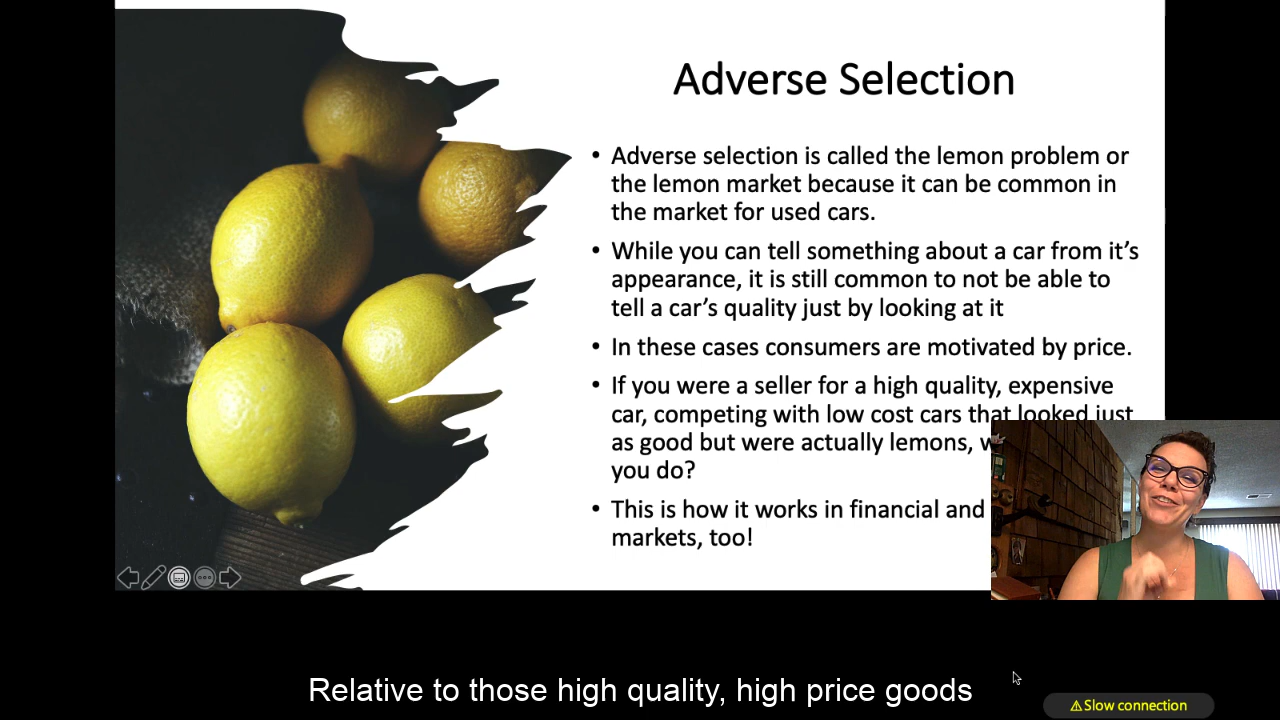 Adverse Selection
• Adverse selection is called the lemon problem or
the lemon market because it can be common in
the market for used cars.
• While you can tell something about a car from it’s
appearance, it is still common to not be able to
tell a car’s quality just by looking at it
• In these cases consumers are motivated by price.
• If you were a seller for a high quality, expensive
car, competing with low cost cars that looked just
as good but were actually lemons,
you do?
• This is how it works in financial and
markets, too!
Relative to those high quality, high price goods
⚠Slow connection